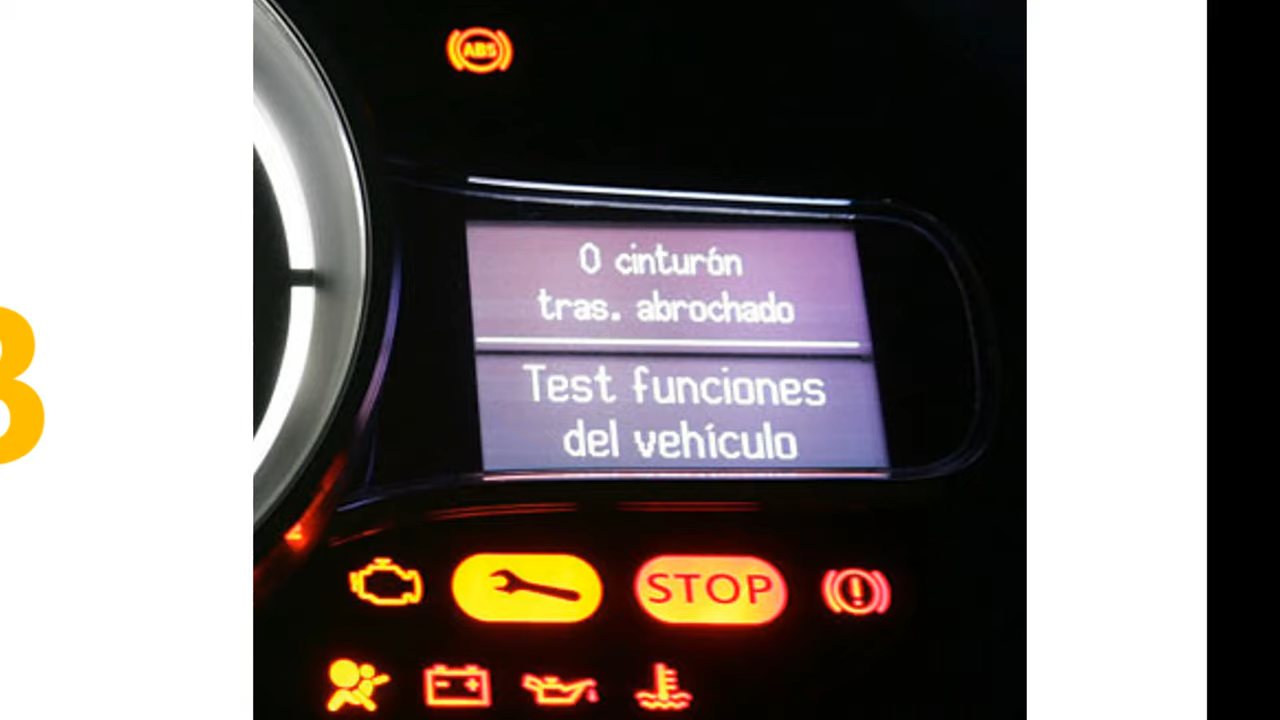 ABS
0 cinturón
tras. abrochado
Test funciones
del vehículo
STOP